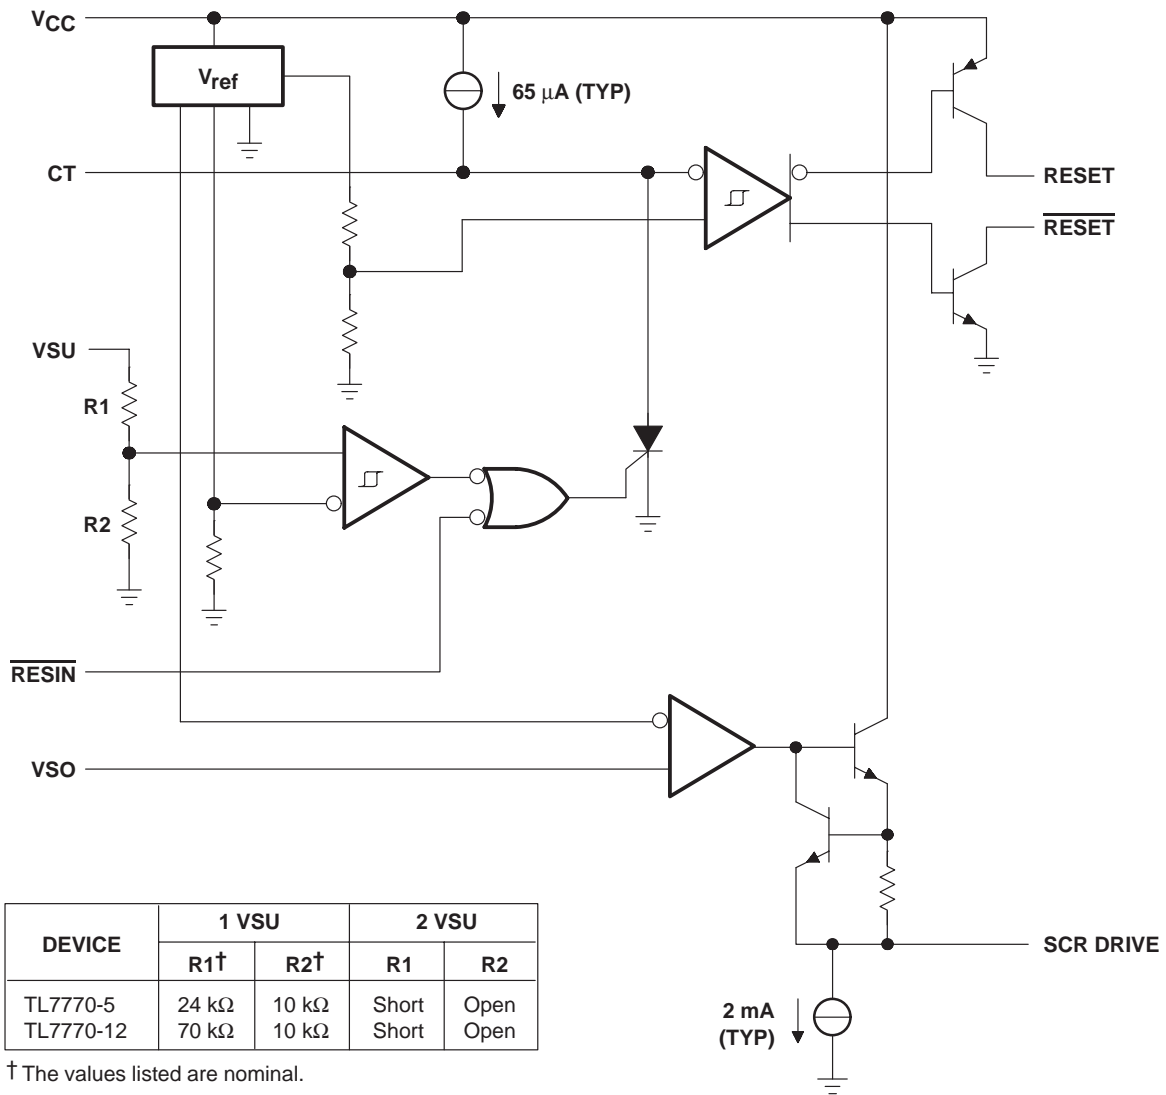 VCC
Vref
65 μA (TYP)
CT
RESET
RESET
VSU
R1
R2
RESIN
VSO
DEVICE 1 VSU 2 VSU
R1† R2† R1 R2
TL7770-5 24 kΩ 10 kΩ Short Open
TL7770-12 70 kΩ 10 kΩ Short Open
† The values listed are nominal.
SCR DRIVE
2 mA
(TYP)